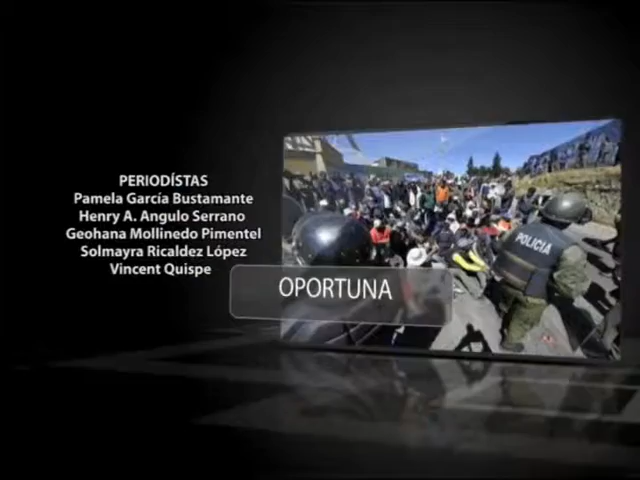 PERIODÍSTAS
Pamela García Bustamante
Henry A. Angulo Serrano
Geohana Mollinedo Pimentel
Solmayra Ricaldez López
Vincent Quispe
OPORTUNA
POLICIA